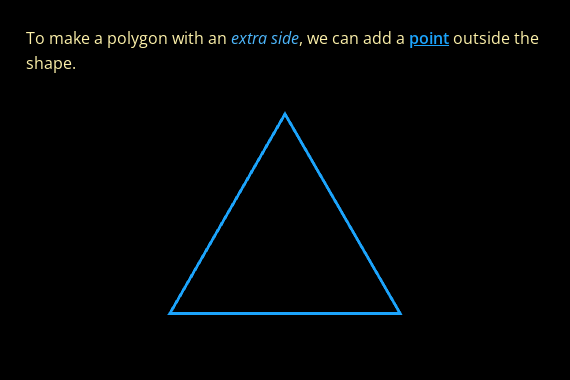 To make a polygon with an extra side, we can add a point outside the
shape.